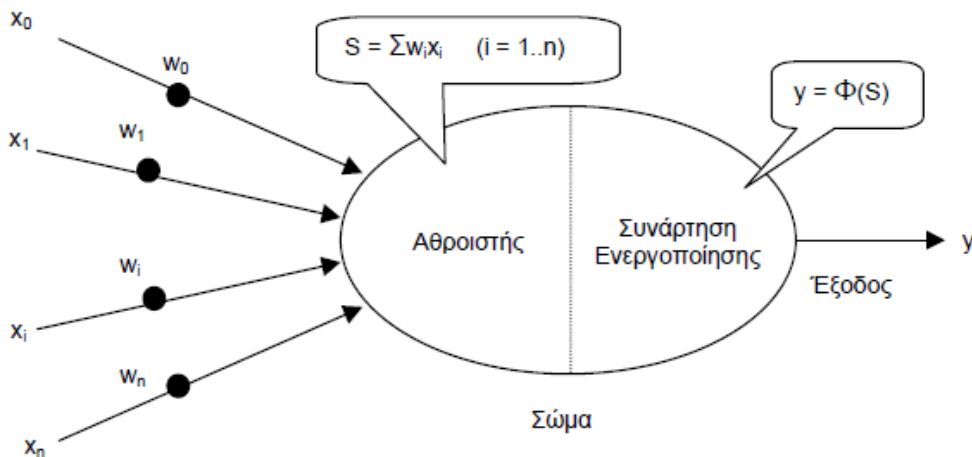 x₀
w₀
S = Σwᵢxᵢ (i = 1..n)
y = Φ(S)
x₁
w₁
Αθροιστής
Συνάρτηση
Ενεργοποίησης
y
Έξοδος
wᵢ
xᵢ
wₙ
xₙ
Σώμα